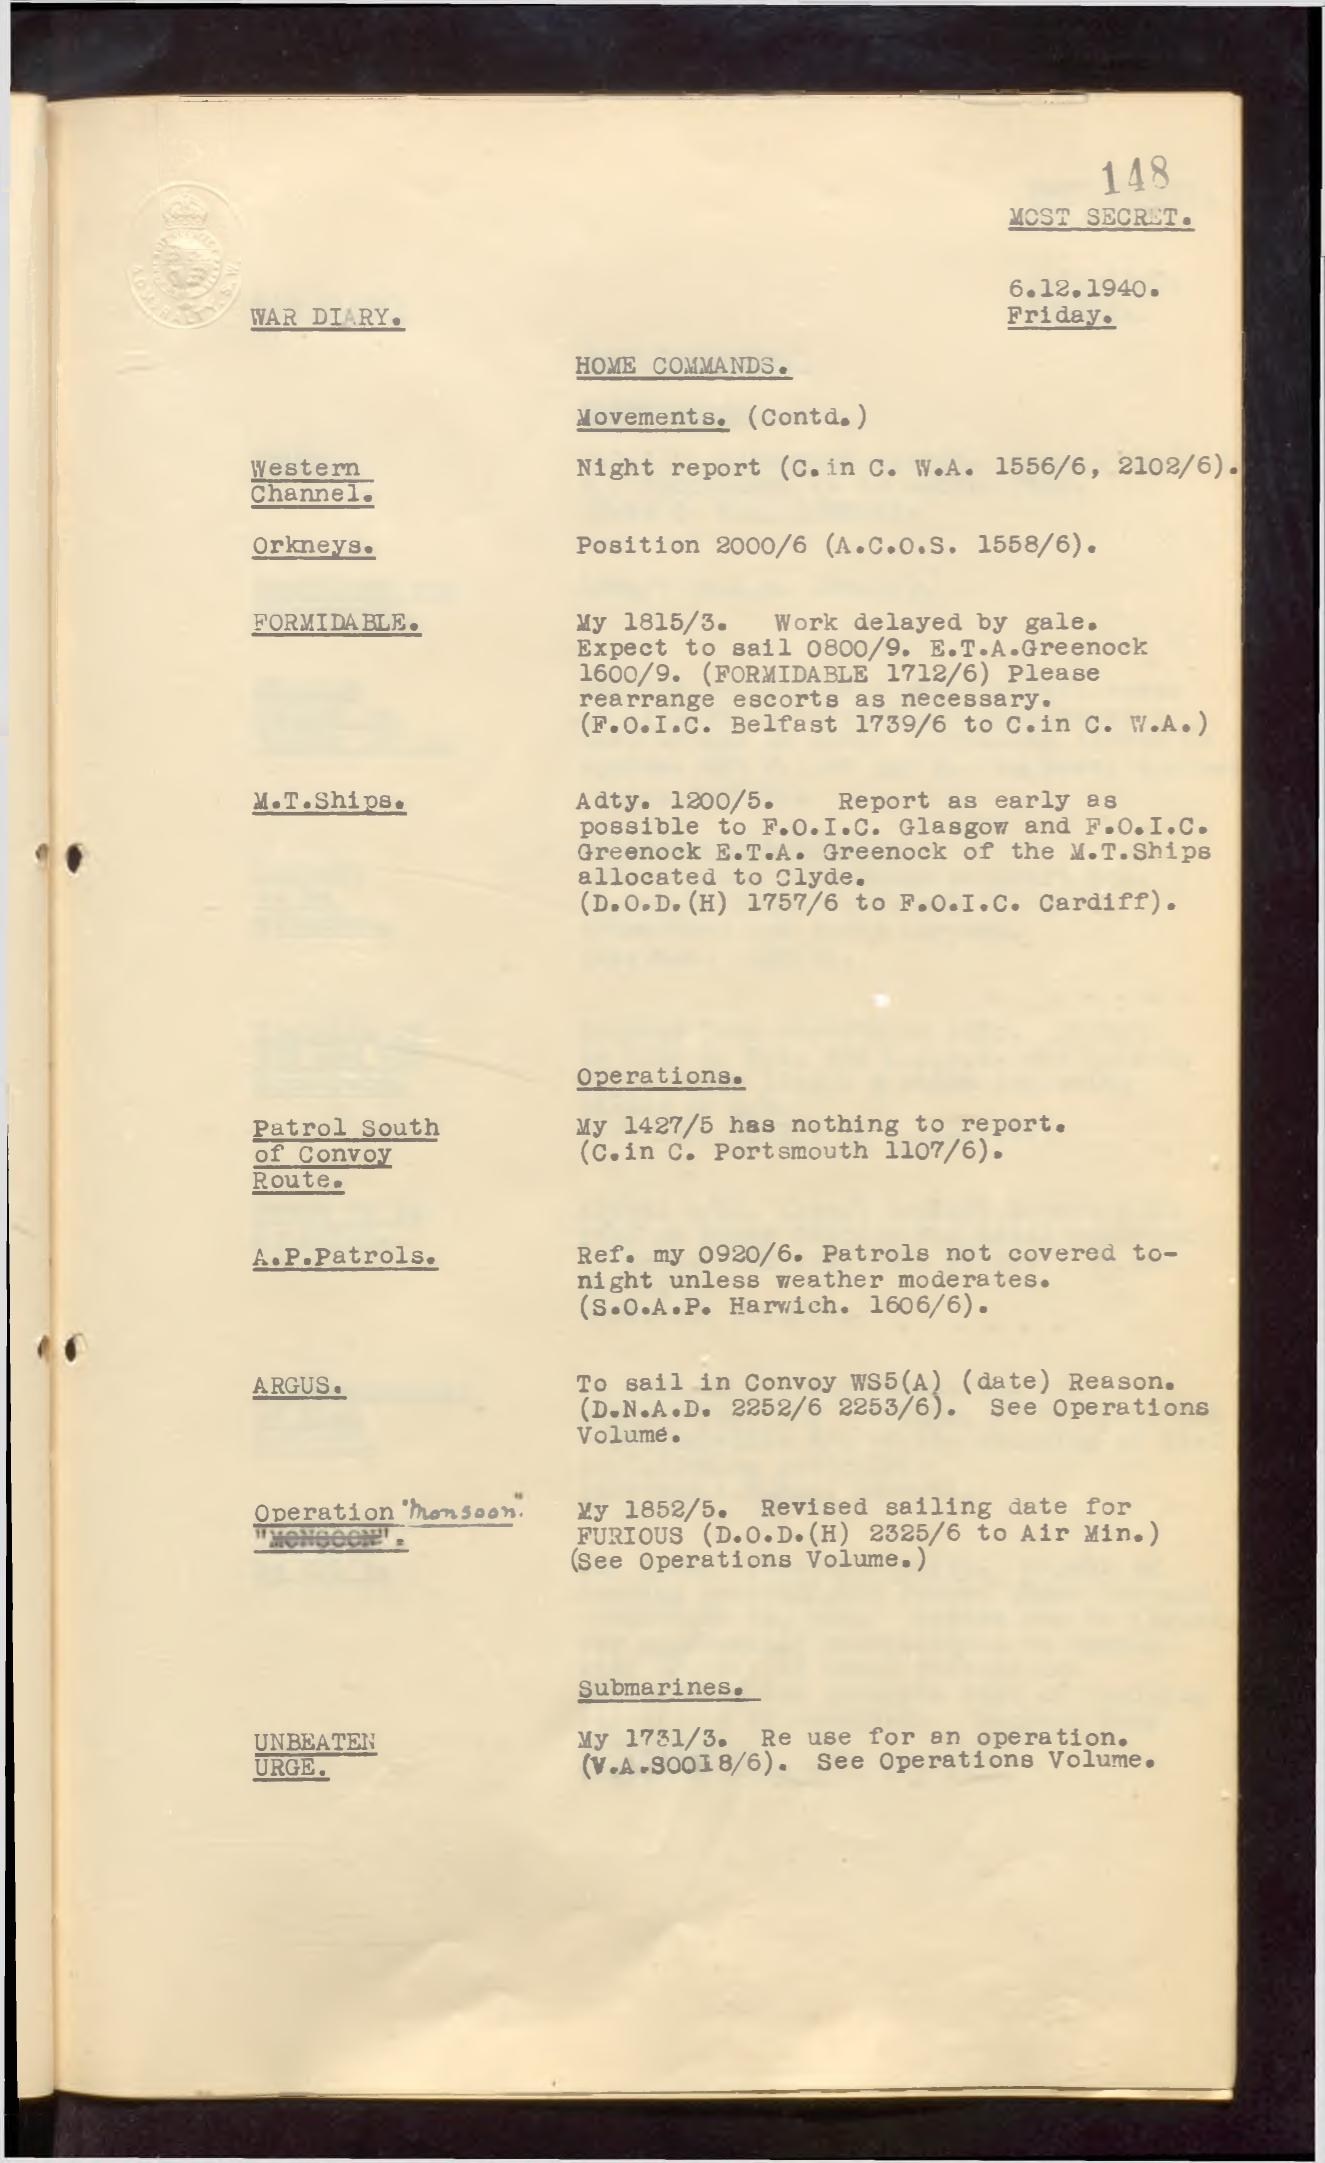 148
MOST SECRET.
6.12.1940.
WAR DIARY.
Friday.
HOME COMMANDS.
Movements. (Contd.)
Western Channel.
Night report (C.in C. W.A. 1556/6, 2102/6).
Orkneys.
Position 2000/6 (A.C.O.S. 1558/6).
FORMIDABLE.
My 1815/3. Work delayed by gale.
Expect to sail 0800/9. E.T.A.Greenock
1600/9. (FORMIDABLE 1712/6) Please
rearrange escorts as necessary.
(F.O.I.C. Belfast 1739/6 to C.in C. W.A.)
M.T.Ships.
Adty. 1200/5. Report as early as
possible to F.O.I.C. Glasgow and F.O.I.C.
Greenock E.T.A. Greenock of the M.T.Ships
allocated to Clyde.
(D.O.D.(H) 1757/6 to F.O.I.C. Cardiff).
Operations.
Patrol South
of Convoy
Route.
My 1427/5 has nothing to report.
(C.in C. Portsmouth 1107/6).
A.P.Patrols.
Ref. my 0920/6. Patrols not covered to-
night unless weather moderates.
(S.O.A.P. Harwich. 1606/6).
ARGUS.
To sail in Convoy WS5(A) (date) Reason.
(D.N.A.D. 2252/6 2253/6). See Operations
Volume.
Operation "Monsoon".
"MONGOON".
My 1852/5. Revised sailing date for
FURIOUS (D.O.D.(H) 2325/6 to Air Min.)
(See Operations Volume.)
Submarines.
UNBEATEN
URGE.
My 1731/3. Re use for an operation.
(V.A.S0018/6). See Operations Volume.